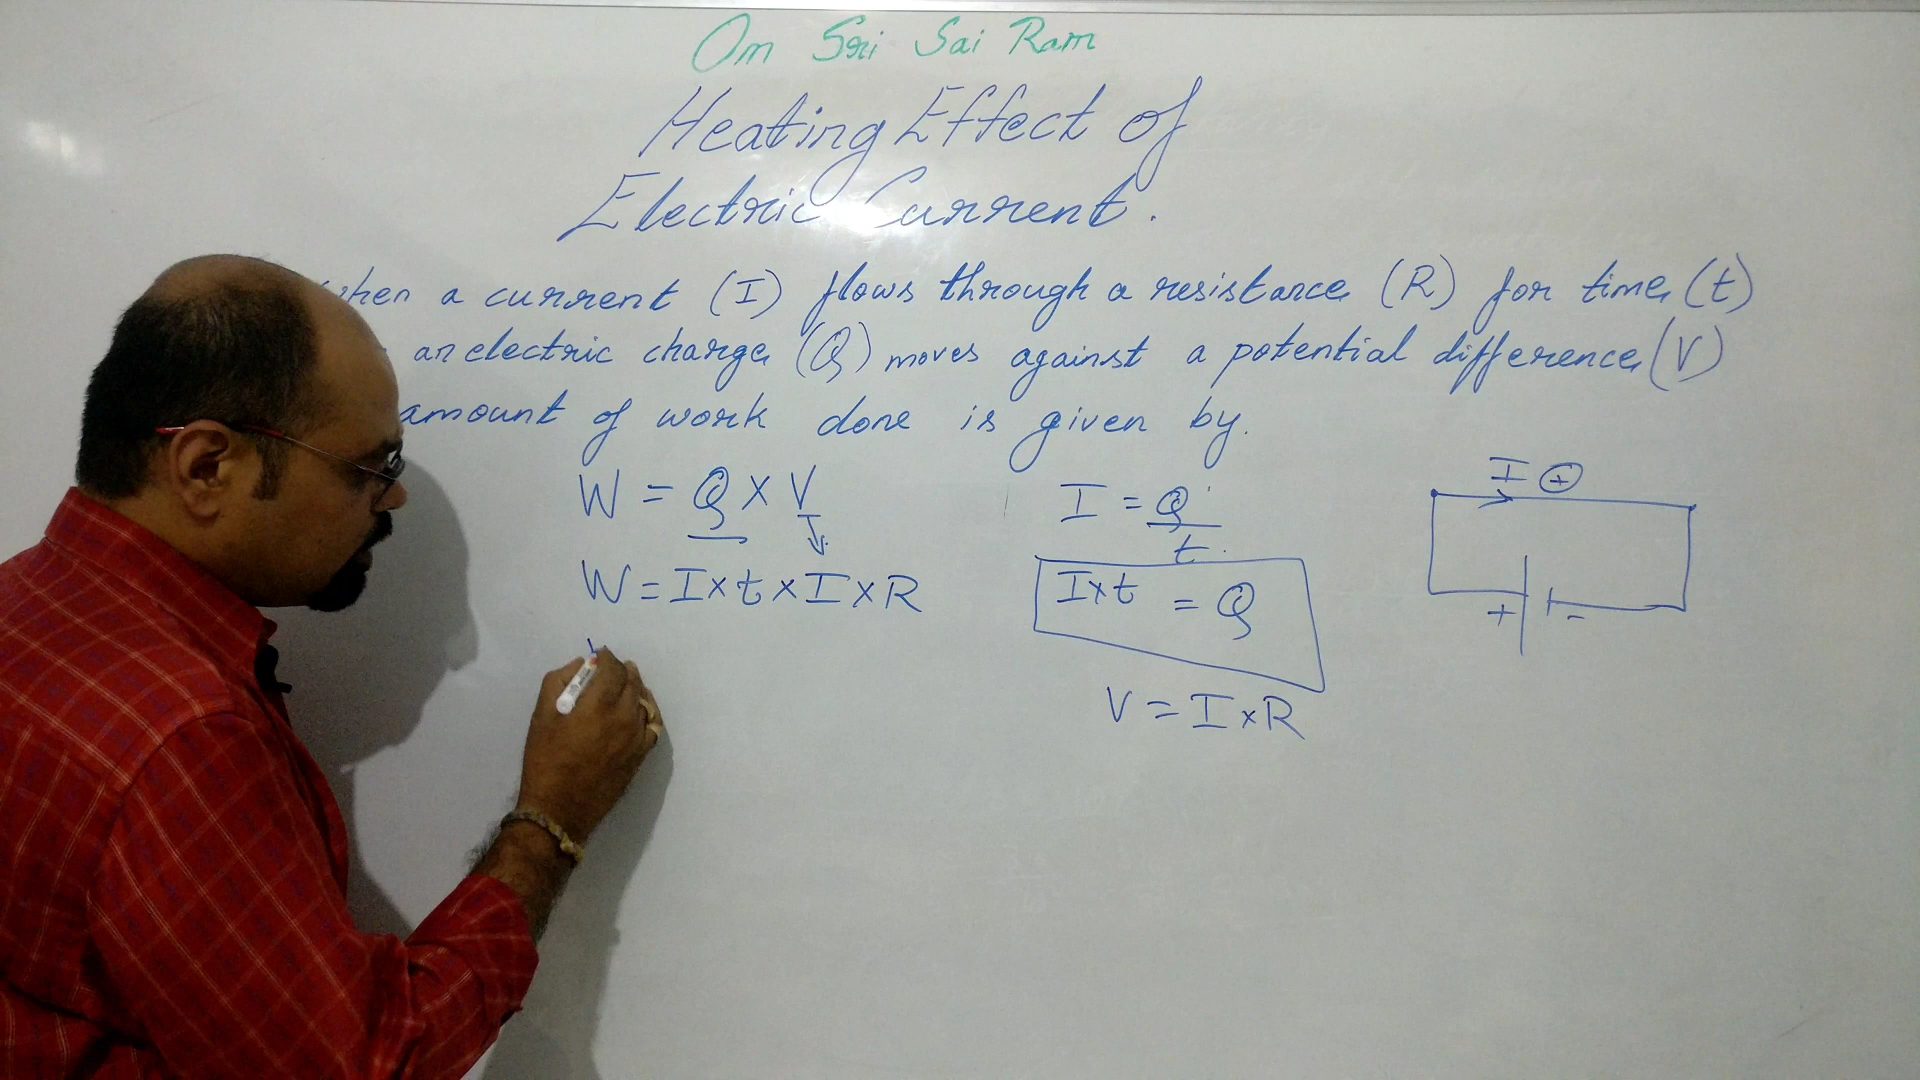 Om Sri Sai Ram
Heating Effect of
Electric Current.
when a current (I) flows through a resistance (R) for time (t)
an electric charge (Q) moves against a potential difference (V)
amount of work done is given by.
W = Q X V
W = I x t x I x R
I = Q
t
I x t = Q
V = I x R
I +
+ -